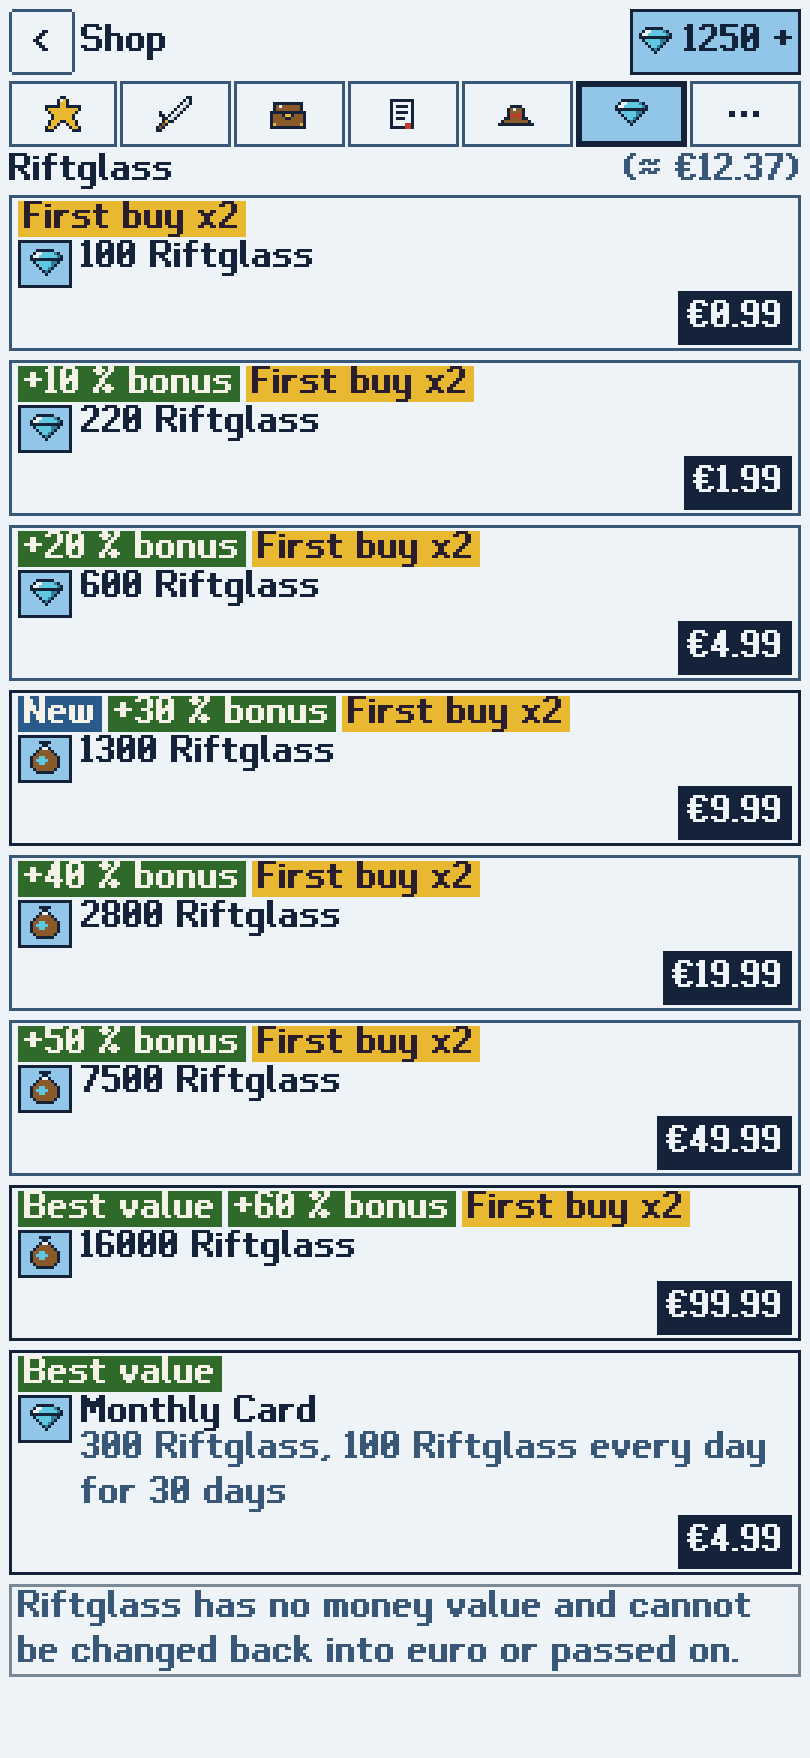 < Shop 1250 +
...
Riftglass (≈ €12.37)
First buy x2
100 Riftglass
€0.99
+10 % bonus First buy x2
220 Riftglass
€1.99
+20 % bonus First buy x2
600 Riftglass
€4.99
New +30 % bonus First buy x2
1300 Riftglass
€9.99
+40 % bonus First buy x2
2800 Riftglass
€19.99
+50 % bonus First buy x2
7500 Riftglass
€49.99
Best value +60 % bonus First buy x2
16000 Riftglass
€99.99
Best value
Monthly Card
300 Riftglass, 100 Riftglass every day
for 30 days
€4.99
Riftglass has no money value and cannot
be changed back into euro or passed on.